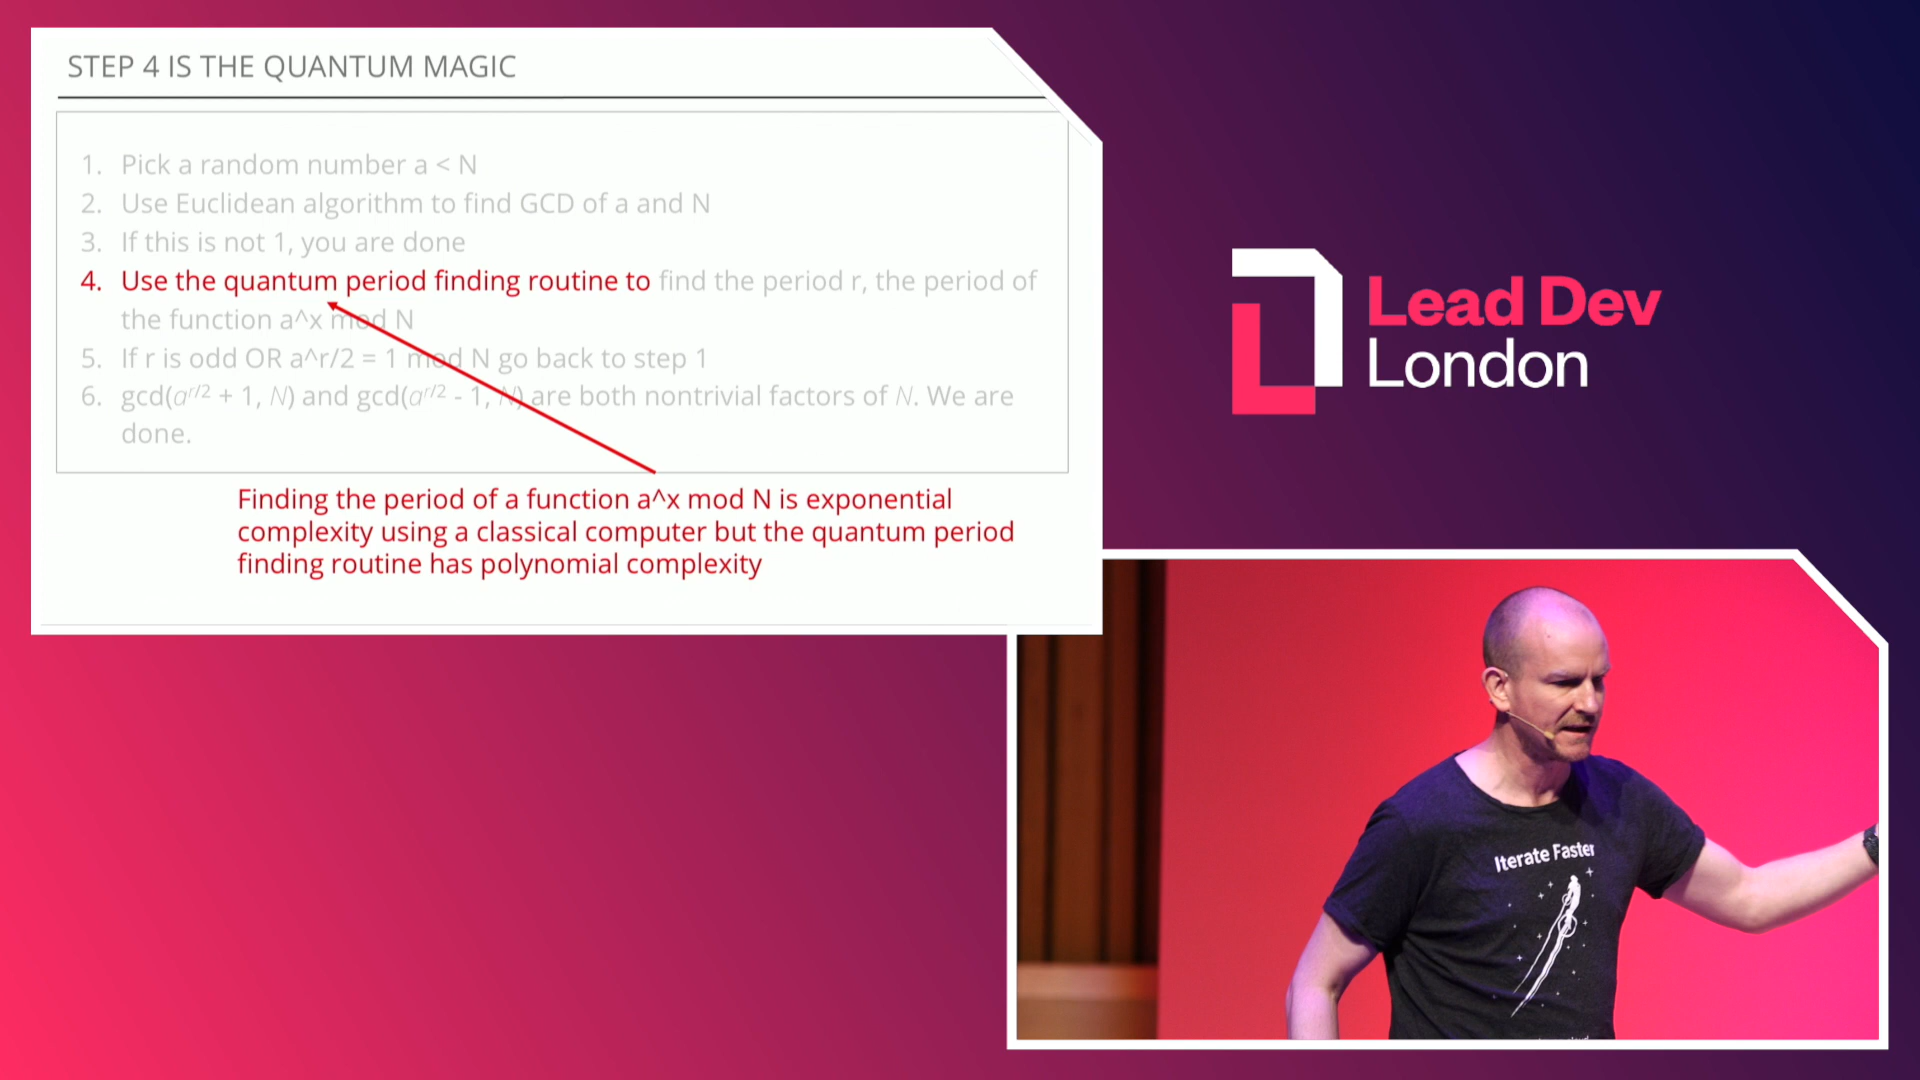 STEP 4 IS THE QUANTUM MAGIC
1. Pick a random number a < N
2. Use Euclidean algorithm to find GCD of a and N
3. If this is not 1, you are done
4. Use the quantum period finding routine to find the period r, the period of
the function a^x mod N
5. If r is odd OR a^r/2 = 1 mod N go back to step 1
6. gcd(a^r/2 + 1, N) and gcd(a^r/2 - 1, N) are both nontrivial factors of N. We are
done.
Finding the period of a function a^x mod N is exponential
complexity using a classical computer but the quantum period
finding routine has polynomial complexity
Lead Dev
London
Iterate Faster